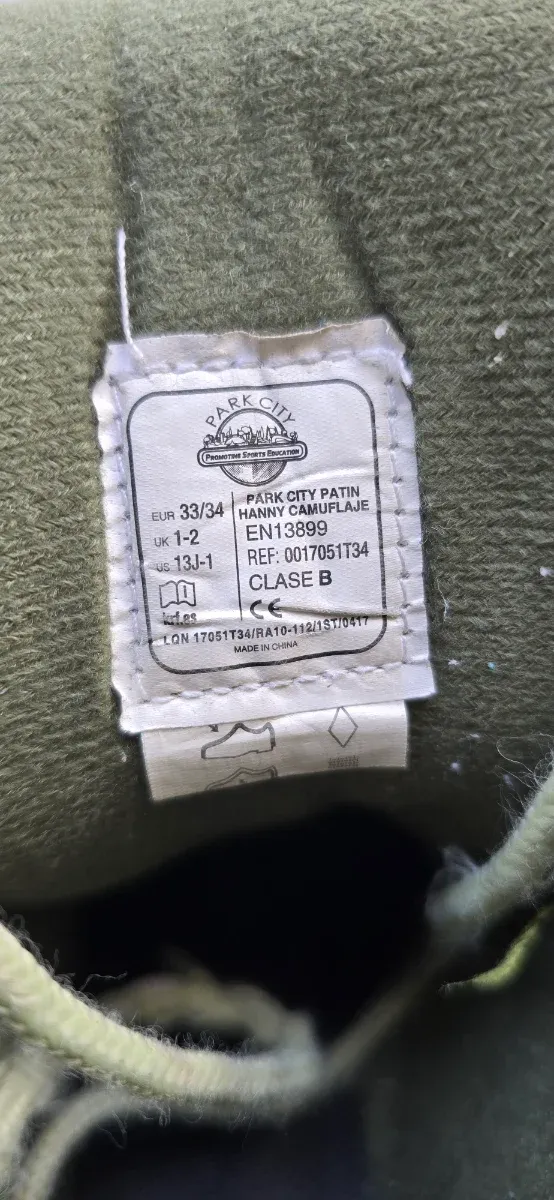 PARK CITY
PROMOTING SPORTS EDUCATION
EUR 33/34
UK 1-2
US 13J-1
PARK CITY PATIN
HANNY CAMUFLAJE
EN13899
REF: 0017051T34
CLASE B
CE
LQN 17051T34/RA10-112/1ST/0417
MADE IN CHINA